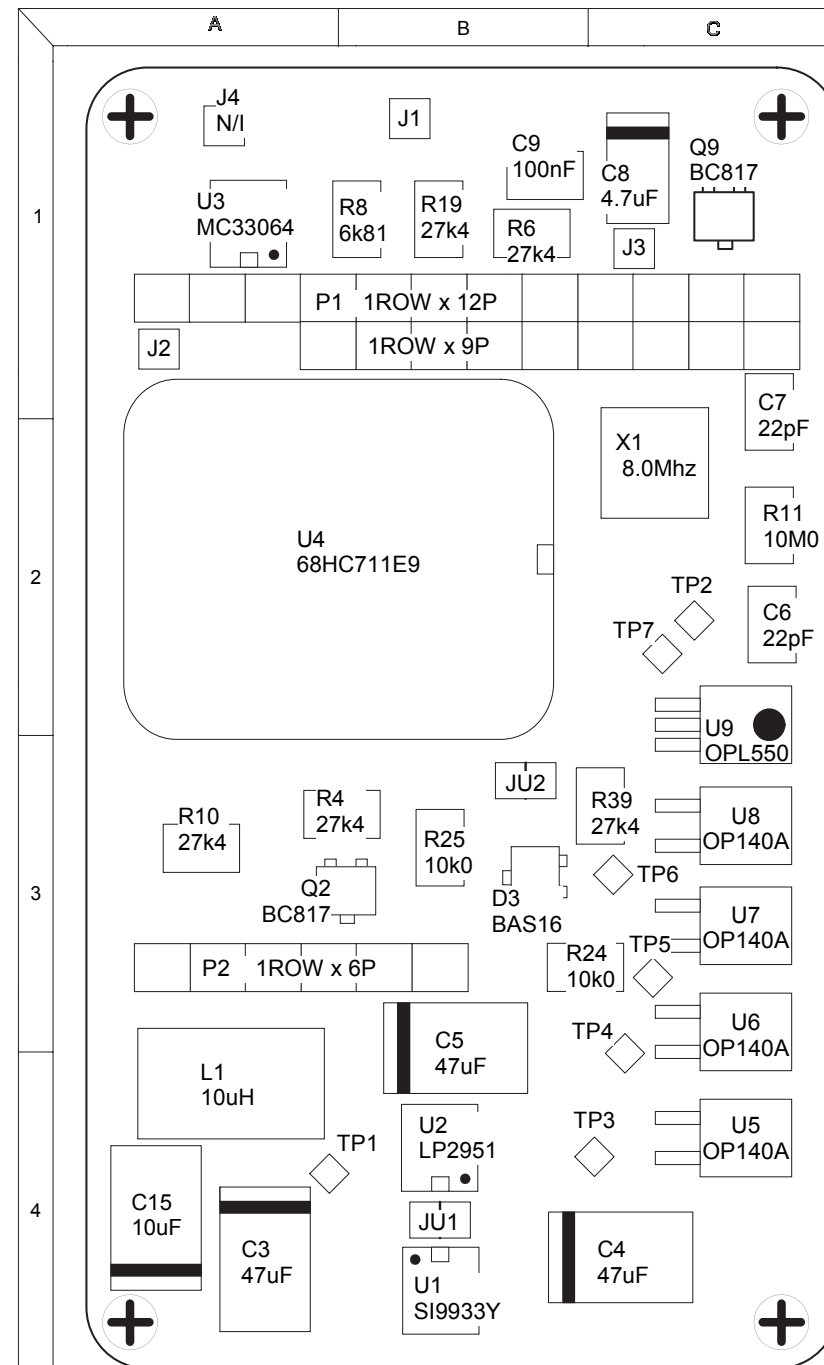 A
B
C
J4
N/I
J1
C9
100nF
C8
4.7uF
Q9
BC817
1
U3
MC33064
R8
6k81
R19
27k4
R6
27k4
J3
P1 1ROW x 12P
J2
1ROW x 9P
C7
22pF
X1
8.0Mhz
R11
10M0
U4
68HC711E9
2
TP2
TP7
C6
22pF
U9
OPL550
JU2
R10
27k4
R4
27k4
R25
10k0
R39
27k4
U8
OP140A
3
Q2
BC817
D3
BAS16
TP6
U7
OP140A
P2 1ROW x 6P
R24
10k0
TP5
C5
47uF
TP4
U6
OP140A
L1
10uH
U2
LP2951
TP1
TP3
U5
OP140A
4
C15
10uF
C3
47uF
JU1
U1
SI9933Y
C4
47uF